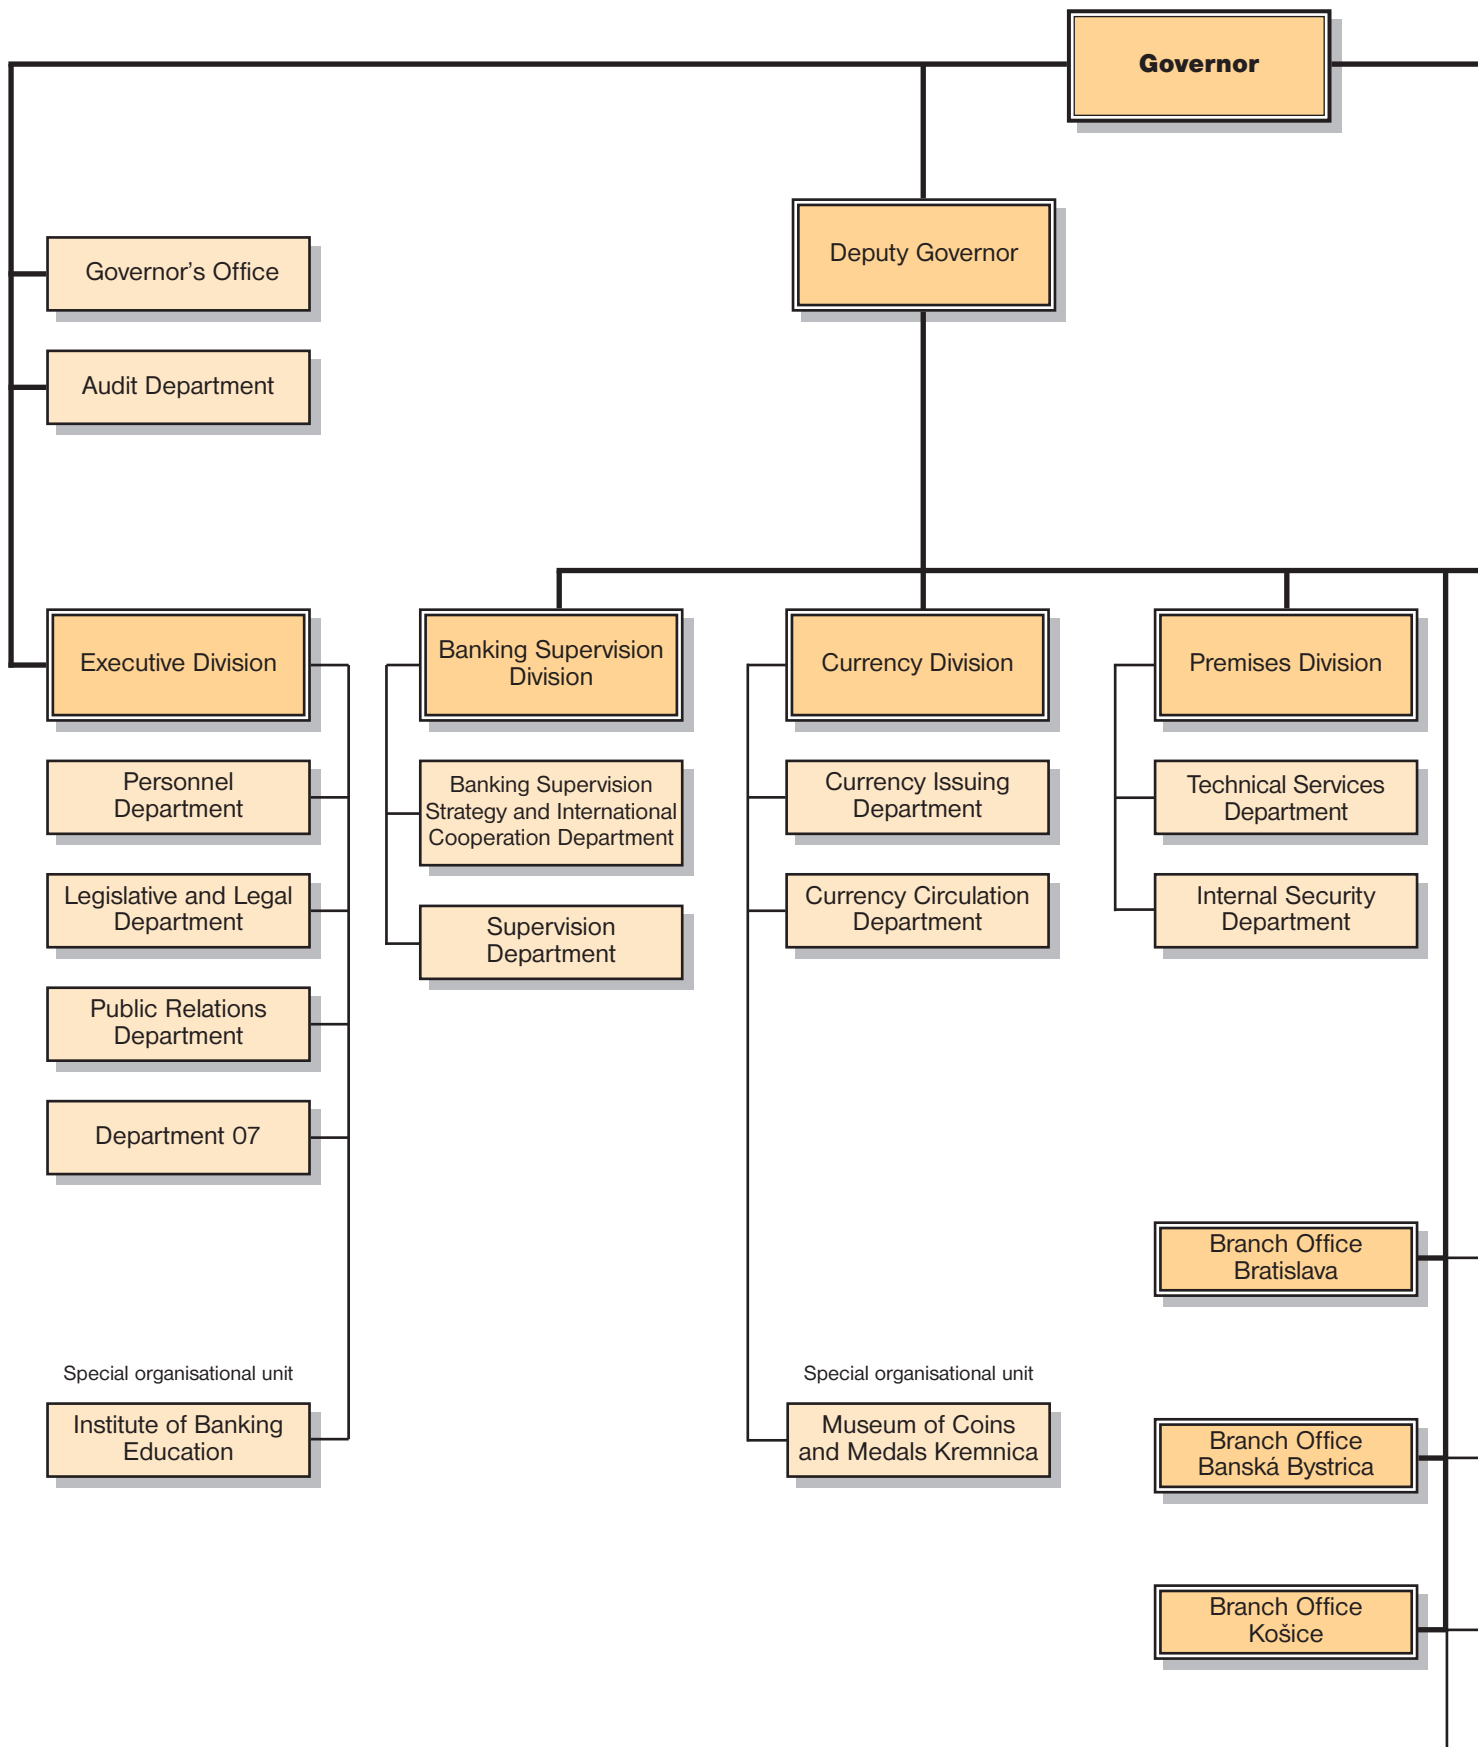 Governor
Deputy Governor
Governor’s Office
Audit Department
Executive Division
Banking Supervision
Division
Currency Division
Premises Division
Personnel
Department
Banking Supervision
Strategy and International
Cooperation Department
Currency Issuing
Department
Technical Services
Department
Legislative and Legal
Department
Supervision
Department
Currency Circulation
Department
Internal Security
Department
Public Relations
Department
Department 07
Branch Office
Bratislava
Special organisational unit
Institute of Banking
Education
Special organisational unit
Museum of Coins
and Medals Kremnica
Branch Office
Banská Bystrica
Branch Office
Košice